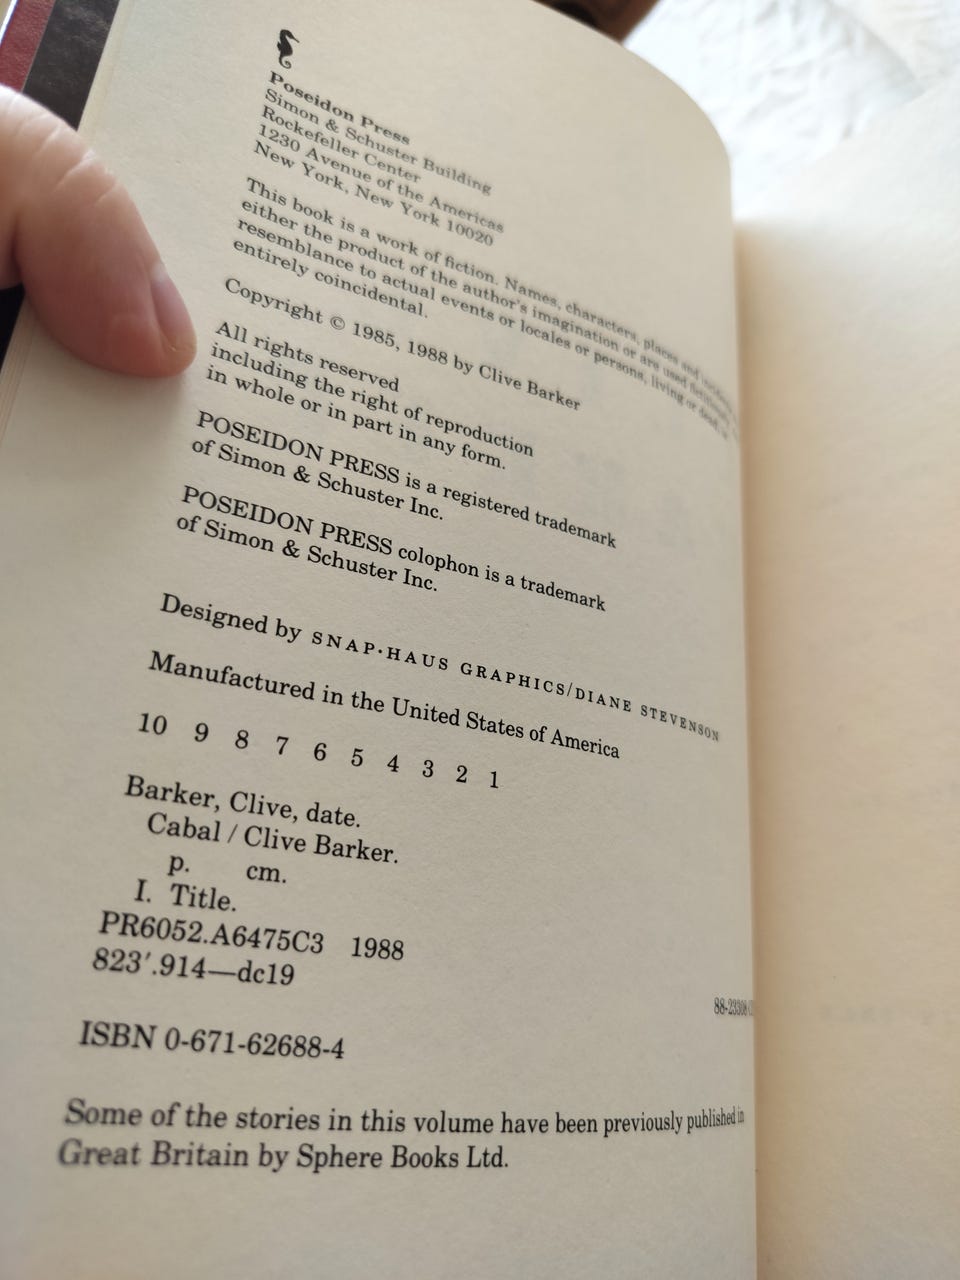 Poseidon Press
Simon & Schuster Building
Rockefeller Center
1230 Avenue of the Americas
New York, New York 10020
This book is a work of fiction. Names, characters, places and
either the product of the author's imagination or are used
resemblance to actual events or locales or persons, living or dead,
entirely coincidental.
Copyright © 1985, 1988 by Clive Barker
All rights reserved
including the right of reproduction
in whole or in part in any form.
POSEIDON PRESS is a registered trademark
of Simon & Schuster Inc.
POSEIDON PRESS colophon is a trademark
of Simon & Schuster Inc.
Designed by SNAP·HAUS GRAPHICS/DIANE STEVENSON
Manufactured in the United States of America
10 9 8 7 6 5 4 3 2 1
Barker, Clive, date.
Cabal / Clive Barker.
p. cm.
I. Title.
PR6052.A6475C3 1988
823'.914—dc19
88-23308
ISBN 0-671-62688-4
Some of the stories in this volume have been previously published in
Great Britain by Sphere Books Ltd.